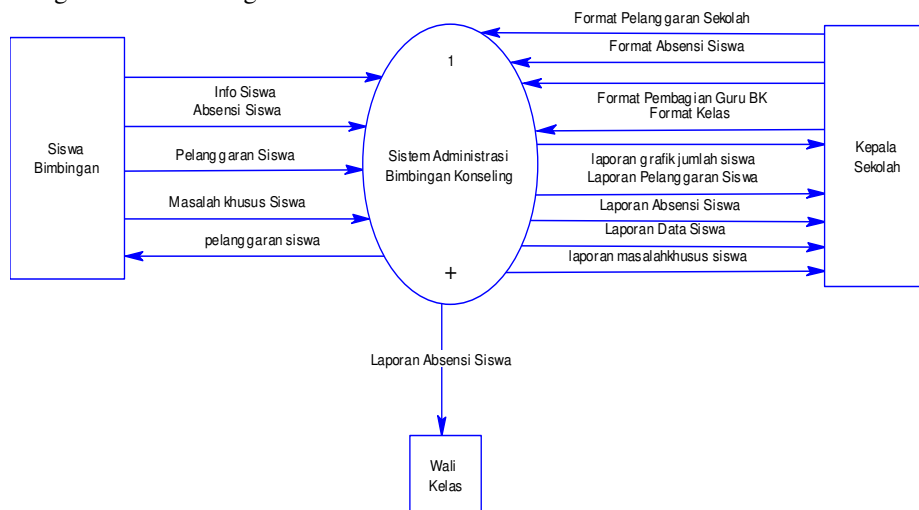 Siswa
Bimbingan
Info Siswa
Absensi Siswa
Pelanggaran Siswa
Masalah khusus Siswa
pelanggaran siswa
1
Sistem Administrasi
Bimbingan Konseling
+
Format Pelanggaran Sekolah
Format Absensi Siswa
Format Pembagian Guru BK
Format Kelas
laporan grafik jumlah siswa
Laporan Pelanggaran Siswa
Laporan Absensi Siswa
Laporan Data Siswa
laporan masalahkhusus siswa
Kepala
Sekolah
Laporan Absensi Siswa
Wali
Kelas